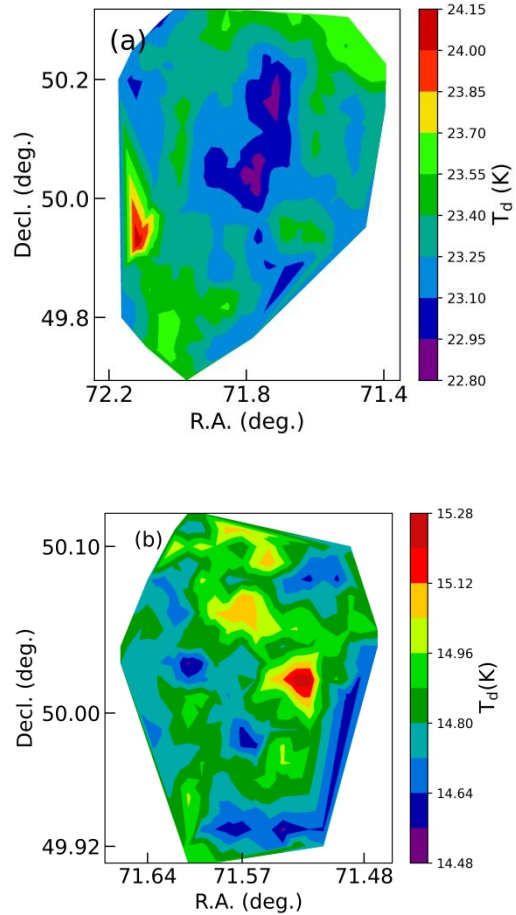 (a)
50.2
50.0
49.8
Decl. (deg.)
72.2 71.8 71.4
R.A. (deg.)
24.15
23.85
23.70
23.55
23.40
23.25
23.10
22.95
22.80
T_d (K)
(b)
50.10
50.00
49.92
Decl. (deg.)
71.64 71.57 71.48
R.A. (deg.)
15.28
15.12
14.96
14.80
14.64
14.48
T_d(K)